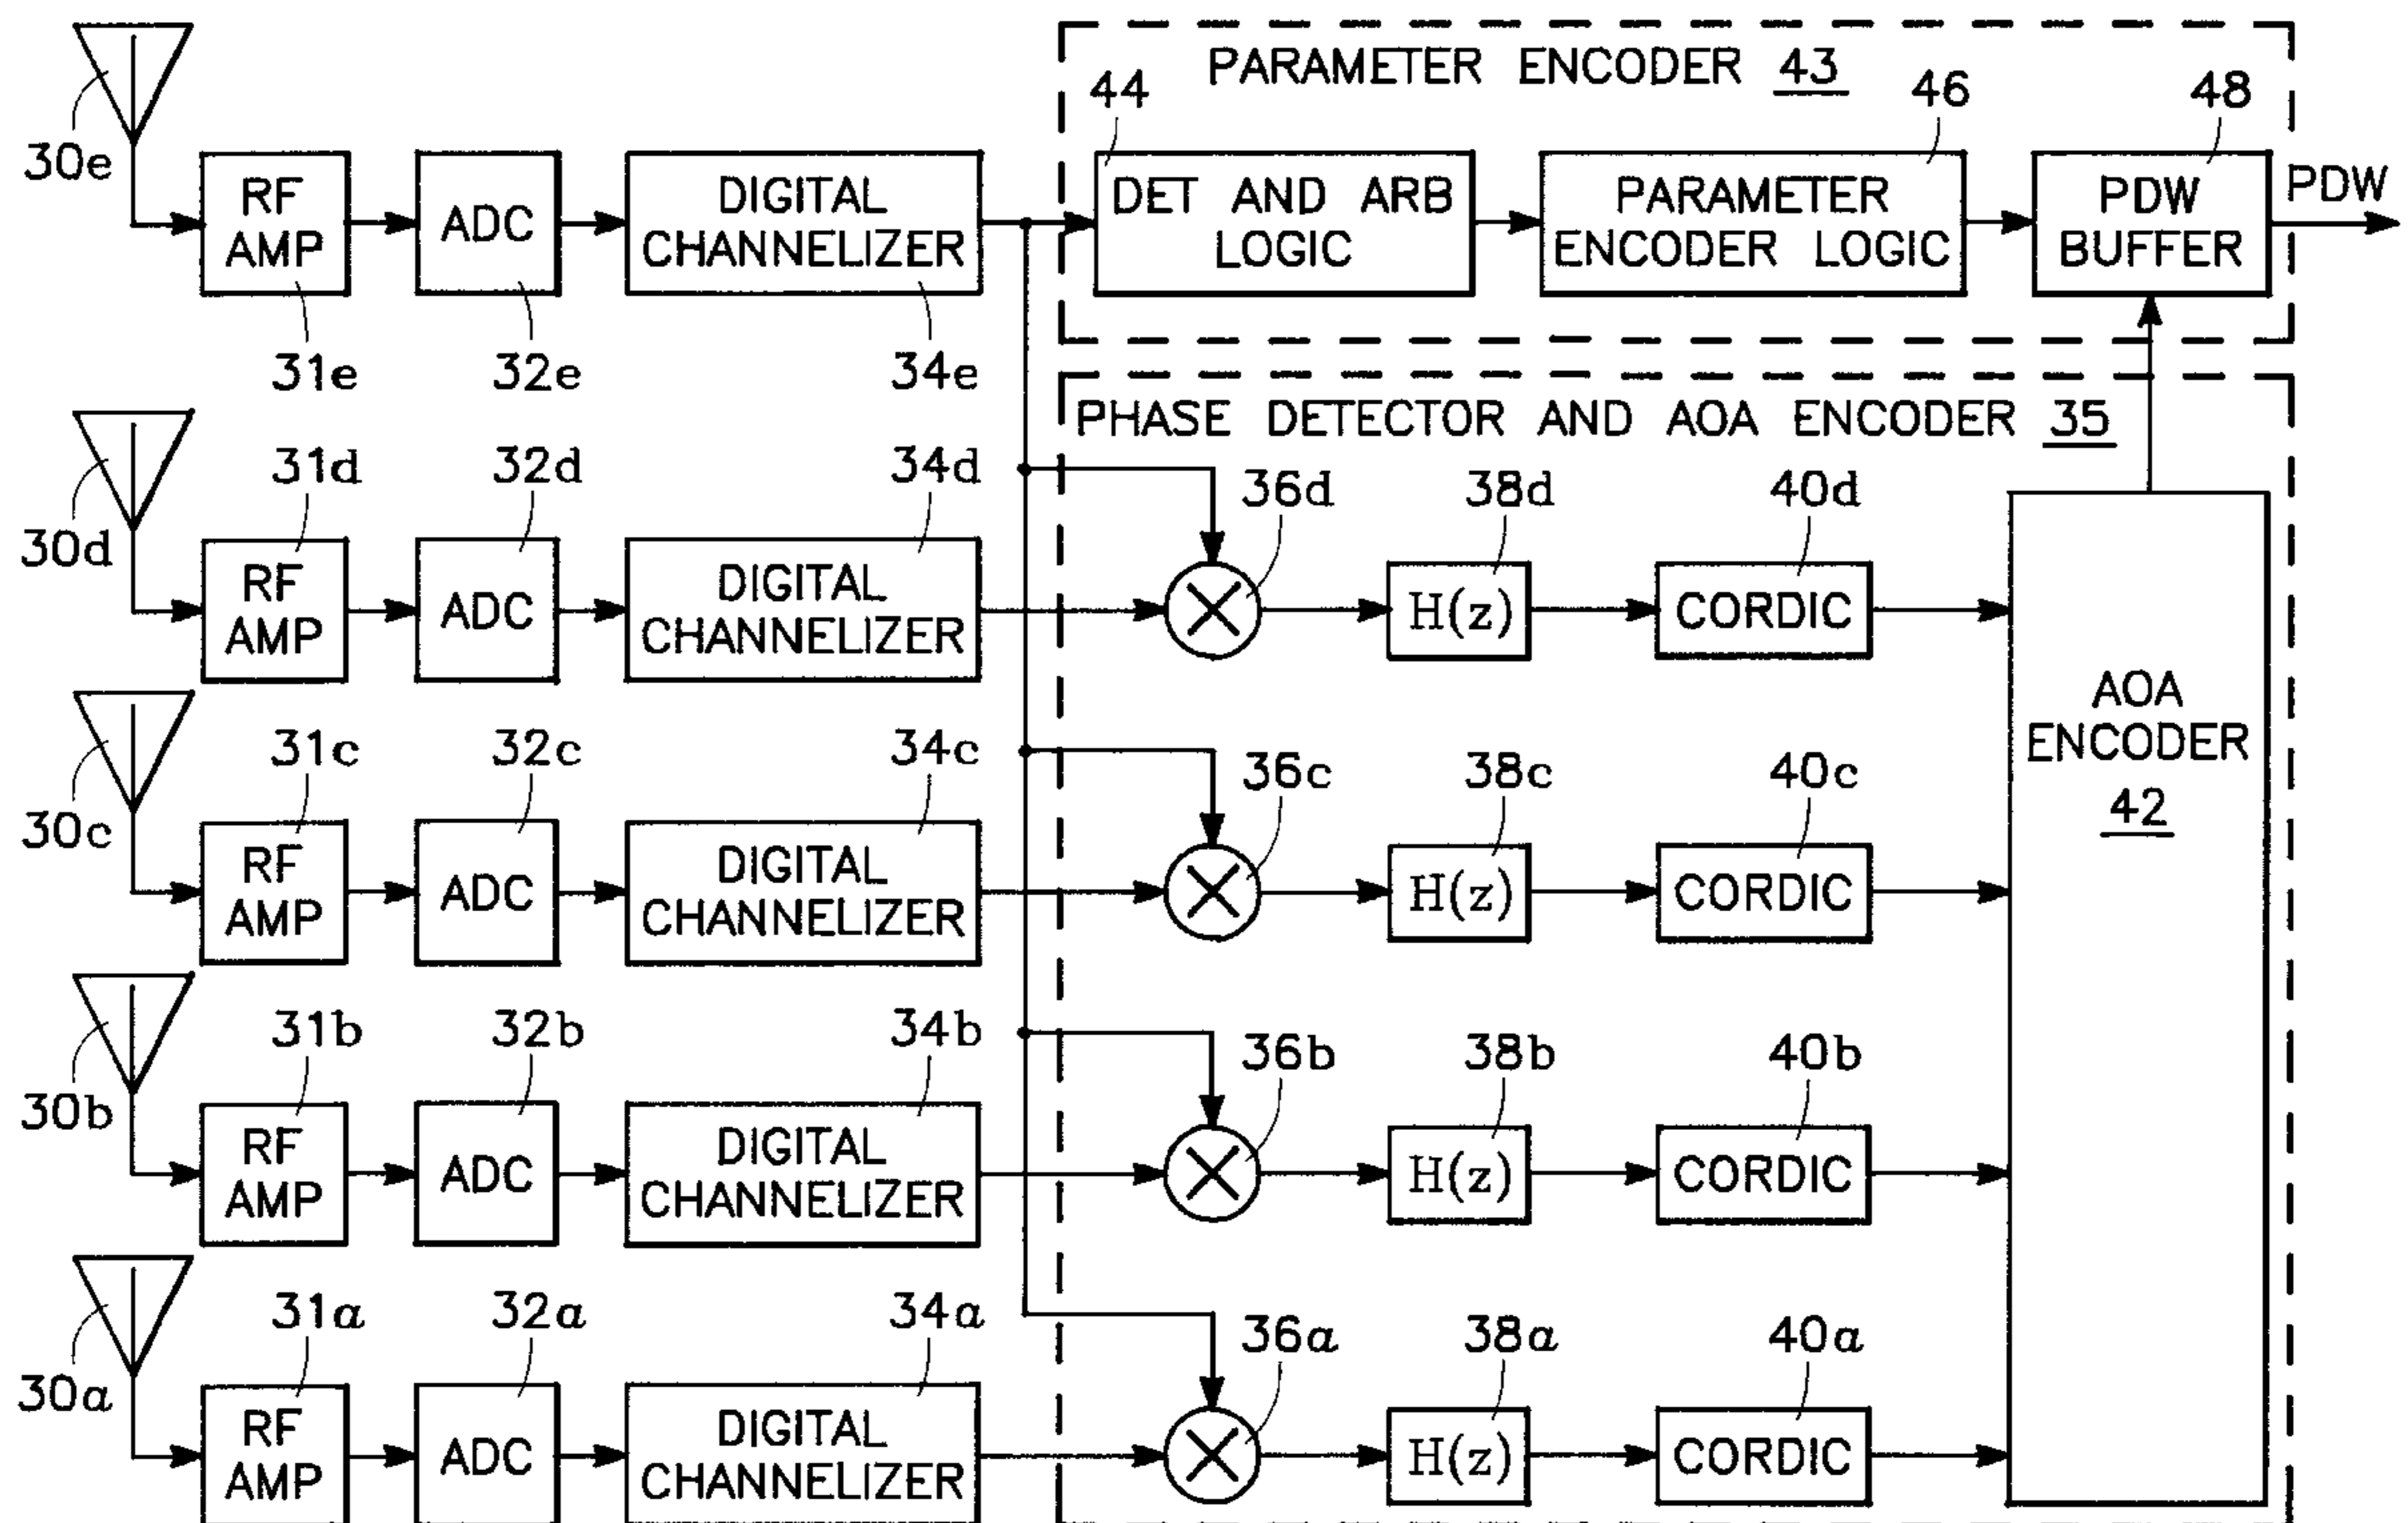 PARAMETER ENCODER 43
44
46
48
30e
RF
AMP
ADC
DIGITAL
CHANNELIZER
DET AND ARB
LOGIC
PARAMETER
ENCODER LOGIC
PDW
BUFFER
PDW
31e
32e
34e
PHASE DETECTOR AND AOA ENCODER 35
30d
31d
32d
34d
36d
38d
40d
RF
AMP
ADC
DIGITAL
CHANNELIZER
H(z)
CORDIC
AOA
ENCODER
42
30c
31c
32c
34c
36c
38c
40c
RF
AMP
ADC
DIGITAL
CHANNELIZER
H(z)
CORDIC
30b
31b
32b
34b
36b
38b
40b
RF
AMP
ADC
DIGITAL
CHANNELIZER
H(z)
CORDIC
30a
31a
32a
34a
36a
38a
40a
RF
AMP
ADC
DIGITAL
CHANNELIZER
H(z)
CORDIC